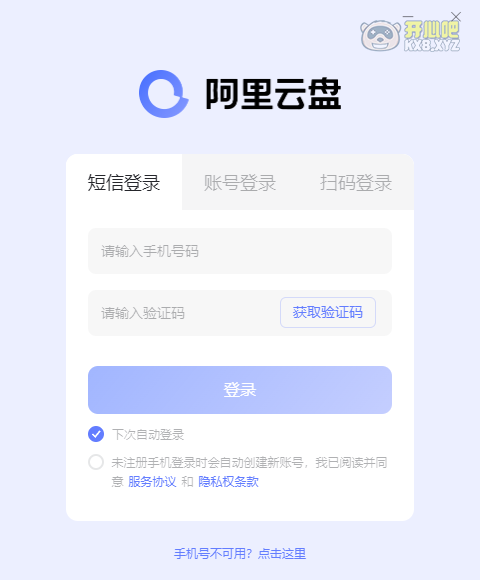 开心吧
KX8.XYZ
阿里云盘
短信登录 账号登录 扫码登录
请输入手机号码
请输入验证码 获取验证码
登录
下次自动登录
未注册手机登录时会自动创建新账号，我已阅读并同
意 服务协议 和 隐私权条款
手机号不可用？点击这里